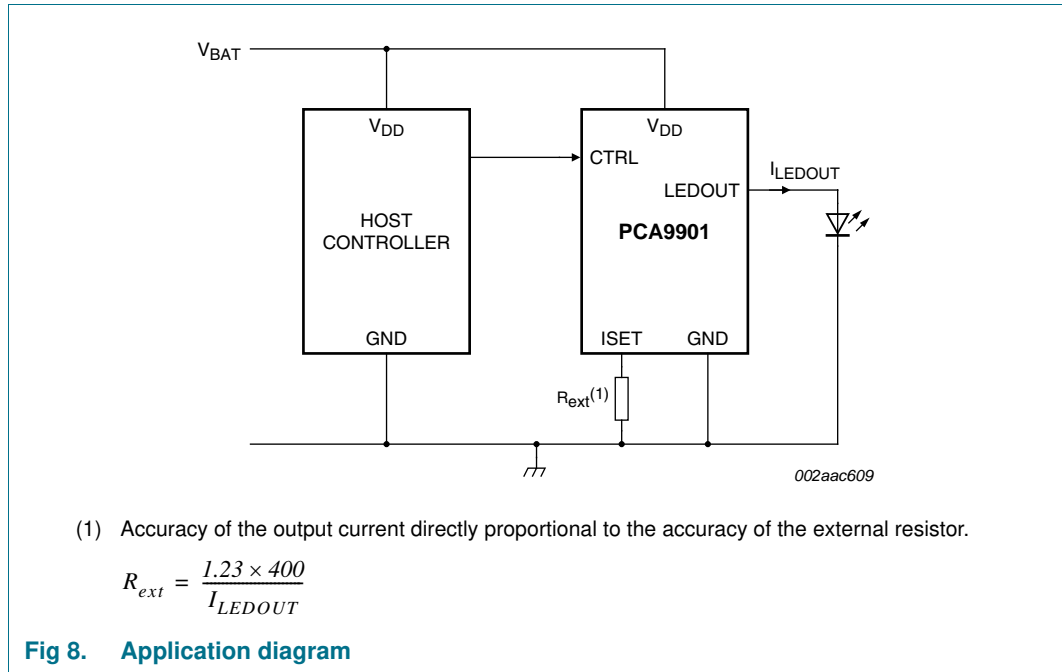 VBAT
VDD
VDD
CTRL
ILEDOUT
LEDOUT
HOST
CONTROLLER
PCA9901
GND
ISET
GND
Rext(1)
002aac609
(1) Accuracy of the output current directly proportional to the accuracy of the external resistor.
Rext = 1.23 × 400 / ILEDOUT
Fig 8. Application diagram